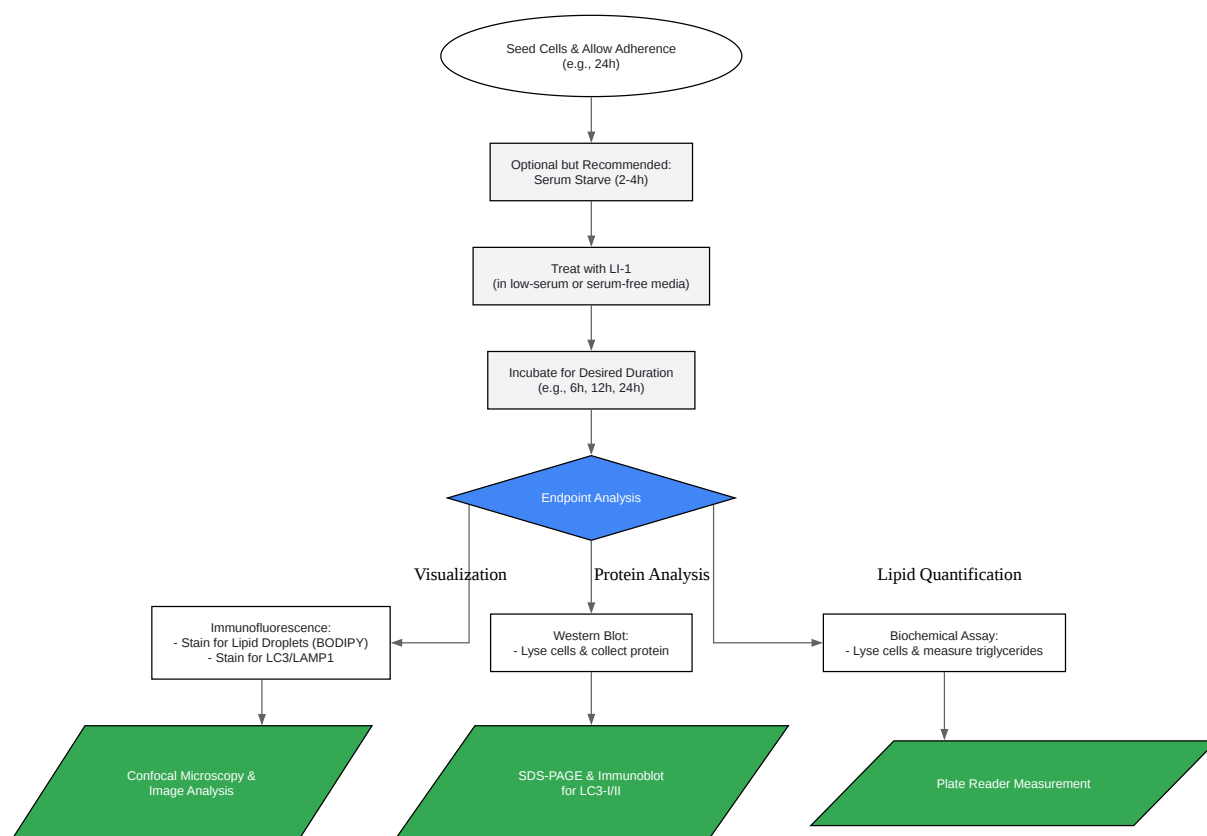 Seed Cells & Allow Adherence
(e.g., 24h)
Optional but Recommended:
Serum Starve (2-4h)
Treat with LI-1
(in low-serum or serum-free media)
Incubate for Desired Duration
(e.g., 6h, 12h, 24h)
Endpoint Analysis
Visualization
Protein Analysis
Lipid Quantification
Immunofluorescence:
- Stain for Lipid Droplets (BODIPY)
- Stain for LC3/LAMP1
Western Blot:
- Lyse cells & collect protein
Biochemical Assay:
- Lyse cells & measure triglycerides
Confocal Microscopy &
Image Analysis
SDS-PAGE & Immunoblot
for LC3-I/II
Plate Reader Measurement